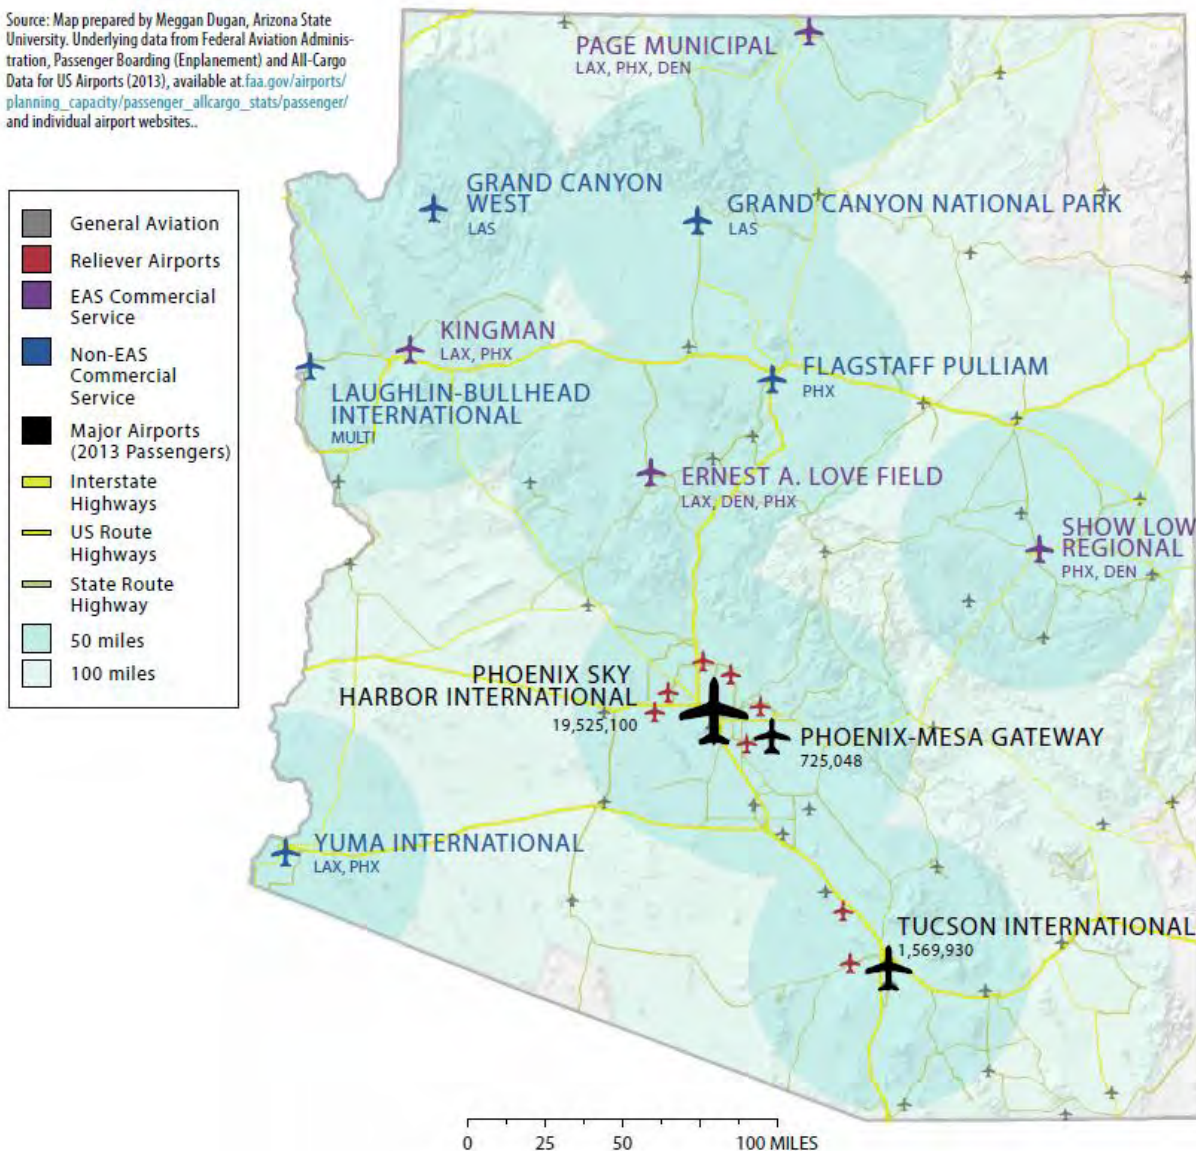 Source: Map prepared by Meggan Dugan, Arizona State
University. Underlying data from Federal Aviation Adminis-
tration, Passenger Boarding (Enplanement) and All-Cargo
Data for US Airports (2013), available at faa.gov/airports/
planning_capacity/passenger_allcargo_stats/passenger/
and individual airport websites..
PAGE MUNICIPAL
LAX, PHX, DEN
GRAND CANYON
WEST
LAS
GRAND CANYON NATIONAL PARK
LAS
General Aviation
Reliever Airports
EAS Commercial
Service
Non-EAS
Commercial
Service
Major Airports
(2013 Passengers)
Interstate
Highways
US Route
Highways
State Route
Highway
50 miles
100 miles
KINGMAN
LAX, PHX
LAUGHLIN-BULLHEAD
INTERNATIONAL
MULTI
FLAGSTAFF PULLIAM
PHX
ERNEST A. LOVE FIELD
LAX, DEN, PHX
SHOW LOW
REGIONAL
PHX, DEN
PHOENIX SKY
HARBOR INTERNATIONAL
19,525,100
PHOENIX-MESA GATEWAY
725,048
YUMA INTERNATIONAL
LAX, PHX
TUCSON INTERNATIONAL
1,569,930
0 25 50 100 MILES